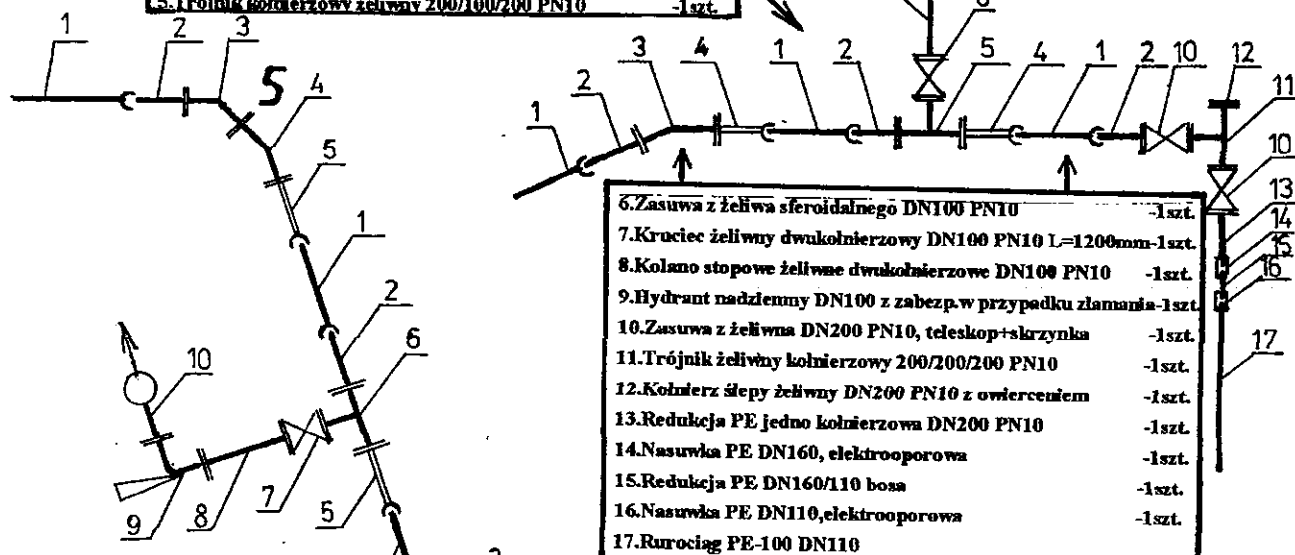 5.Trójnik kołnierzowy żeliwny 200/100/200 PN10 -1szt.
1 2 3 5 4 5 1 2 6 10 9 8 7 5
1 2 3 4 1 2 5 4 1 2 10 12 11 10 13 14 15 16 17
6.Zasuwa z żeliwa sferoidalnego DN100 PN10 -1szt.
7.Kruciec żeliwny dwukołnierzowy DN100 PN10 L=1200mm-1szt.
8.Kolano stopowe żeliwne dwukołnierzowe DN100 PN10 -1szt.
9.Hydrant nadziemny DN100 z zabezp.w przypadku złamania-1szt.
10.Zasuwa z żeliwna DN200 PN10, teleskop+skrzynka -1szt.
11.Trójnik żeliwny kołnierzowy 200/200/200 PN10 -1szt.
12.Kołnierz ślepy żeliwny DN200 PN10 z owierceniem -1szt.
13.Redukcja PE jedno kołnierzowa DN200 PN10 -1szt.
14.Nasuwka PE DN160, elektrooporowa -1szt.
15.Redukcja PE DN160/110 bosa -1szt.
16.Nasuwka PE DN110,elektrooporowa -1szt.
17.Rurociąg PE-100 DN110